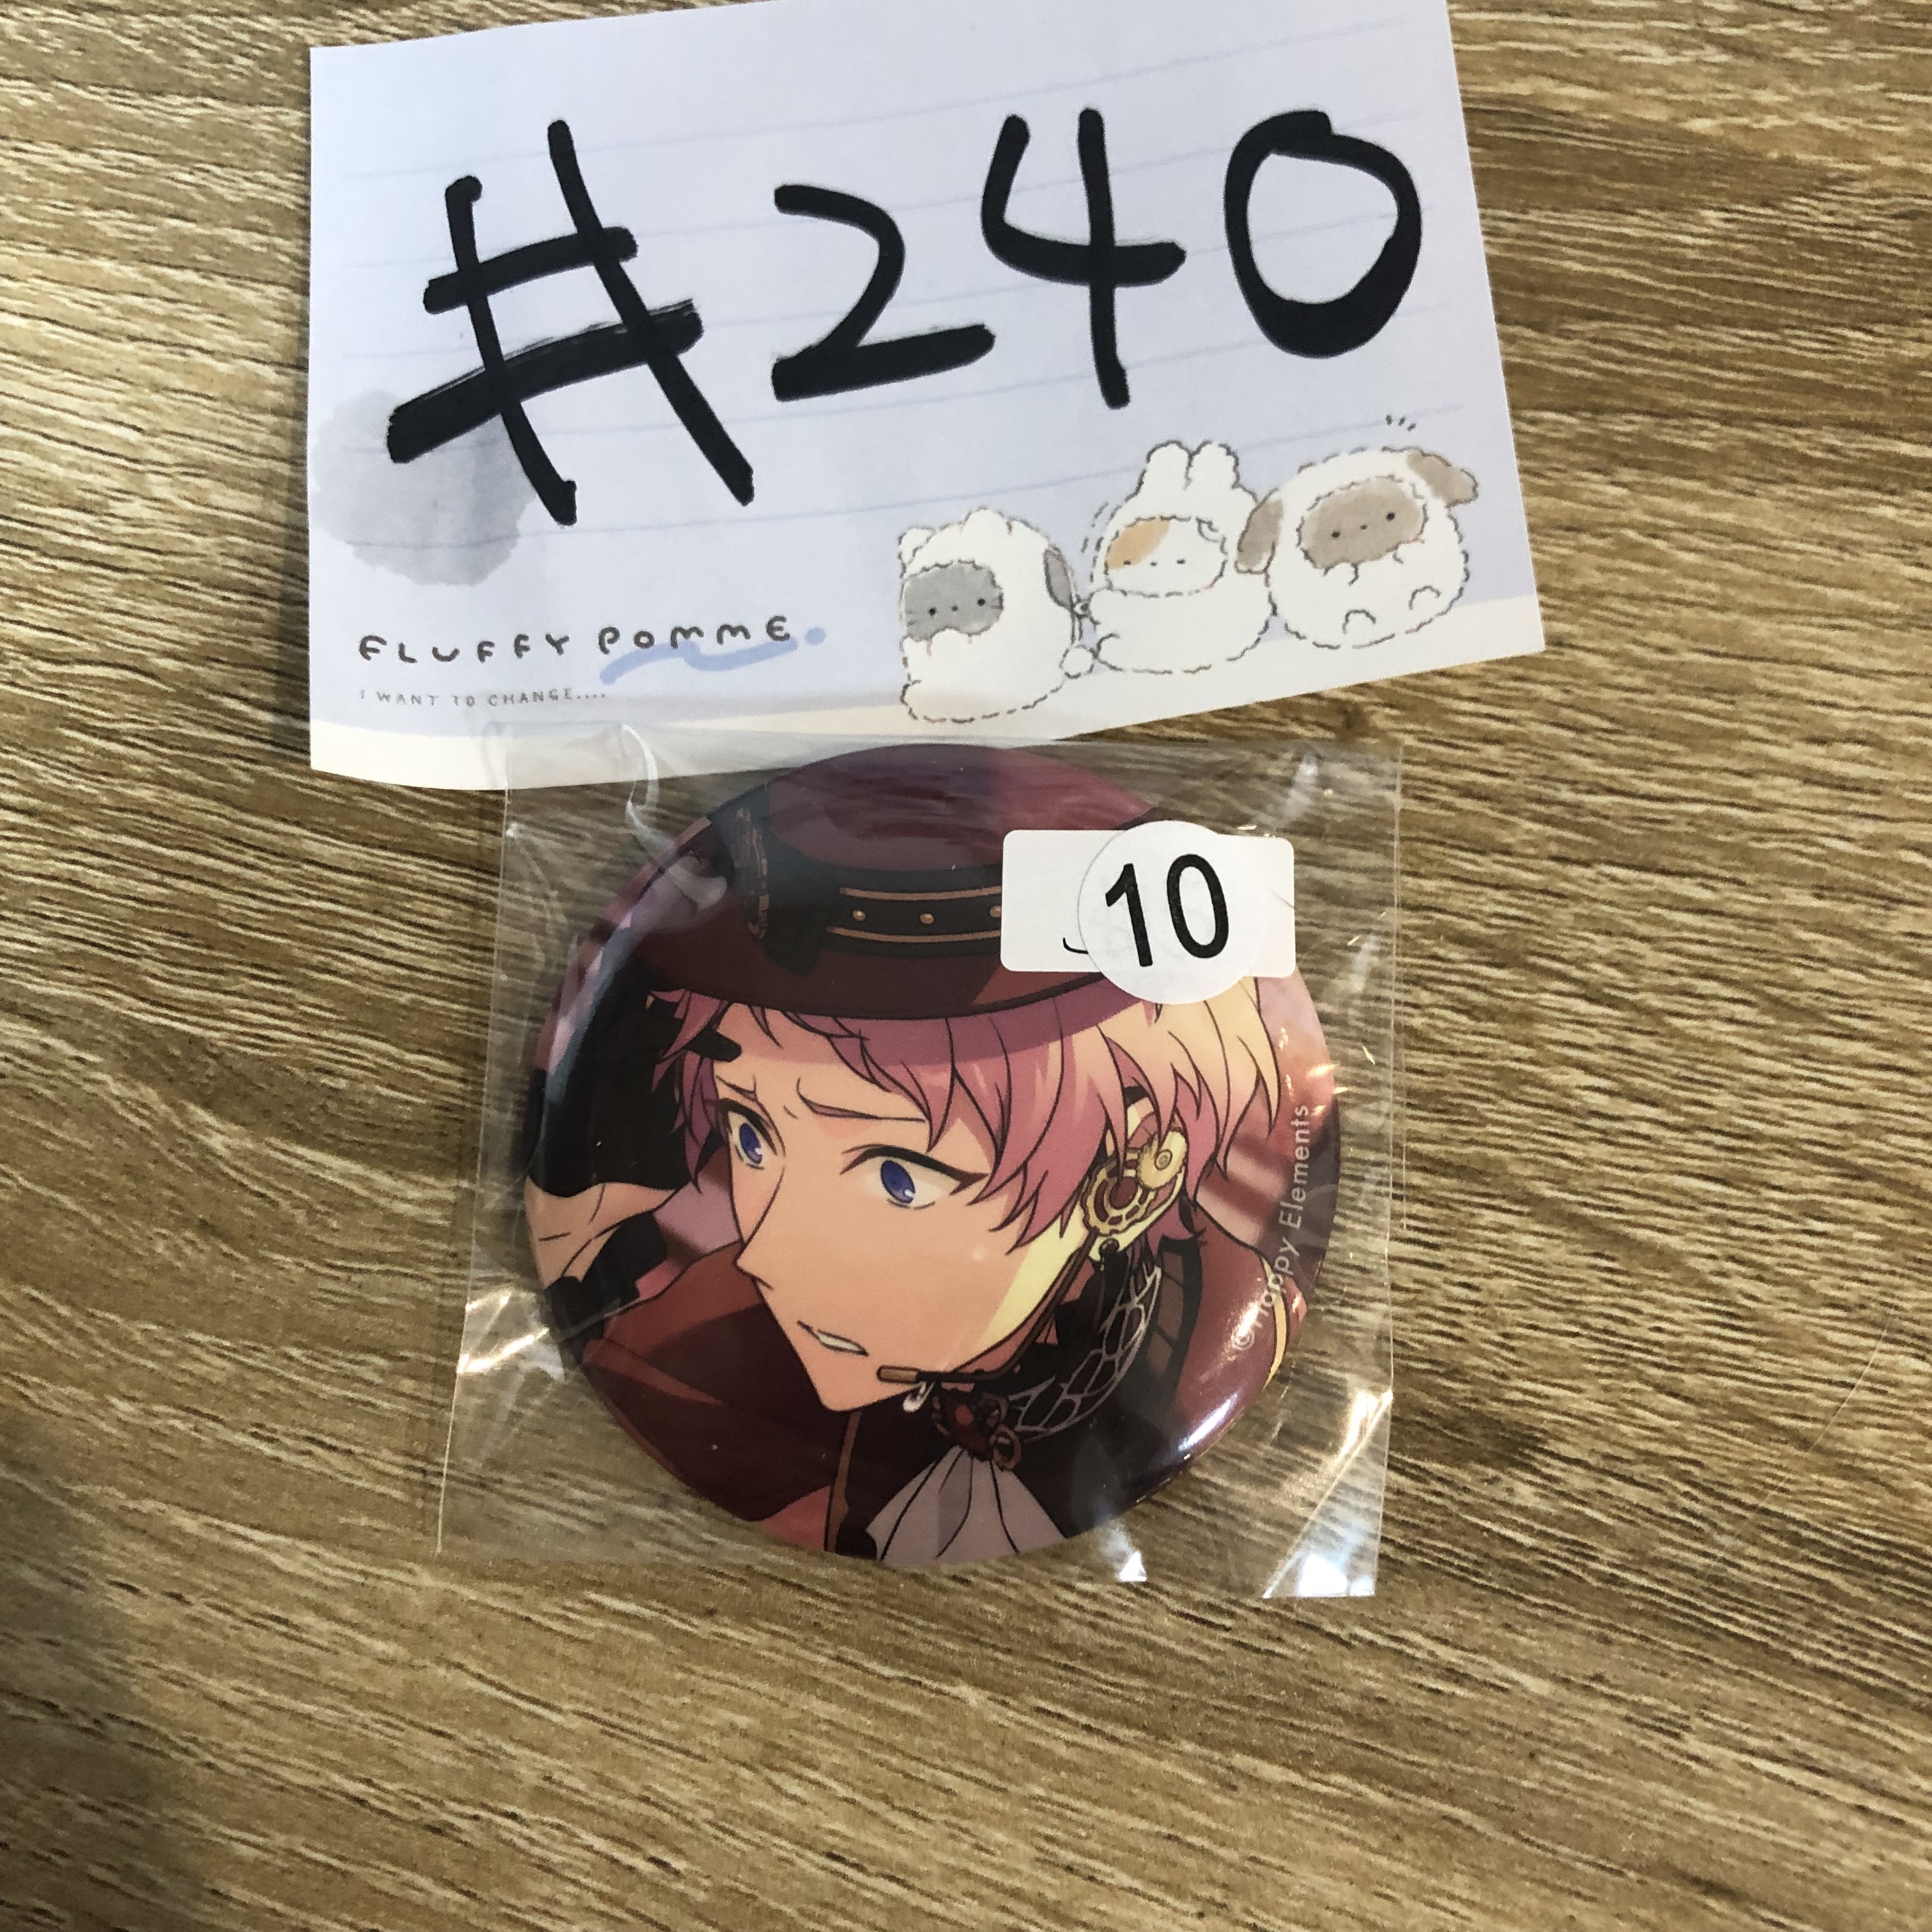 #240
FLUFFY POMME
I WANT TO CHANGE....
10
© Happy Elements